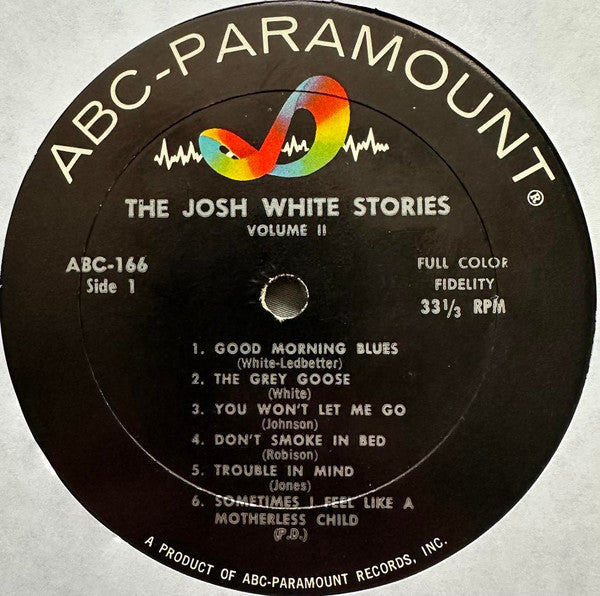 ABC-PARAMOUNT ®
THE JOSH WHITE STORIES
VOLUME II
ABC-166
Side 1
FULL COLOR
FIDELITY
33 1/3 RPM
1. GOOD MORNING BLUES
(White-Ledbetter)
2. THE GREY GOOSE
(White)
3. YOU WON'T LET ME GO
(Johnson)
4. DON'T SMOKE IN BED
(Robison)
5. TROUBLE IN MIND
(Jones)
6. SOMETIMES I FEEL LIKE A
MOTHERLESS CHILD
(P.D.)
A PRODUCT OF ABC-PARAMOUNT RECORDS, INC.